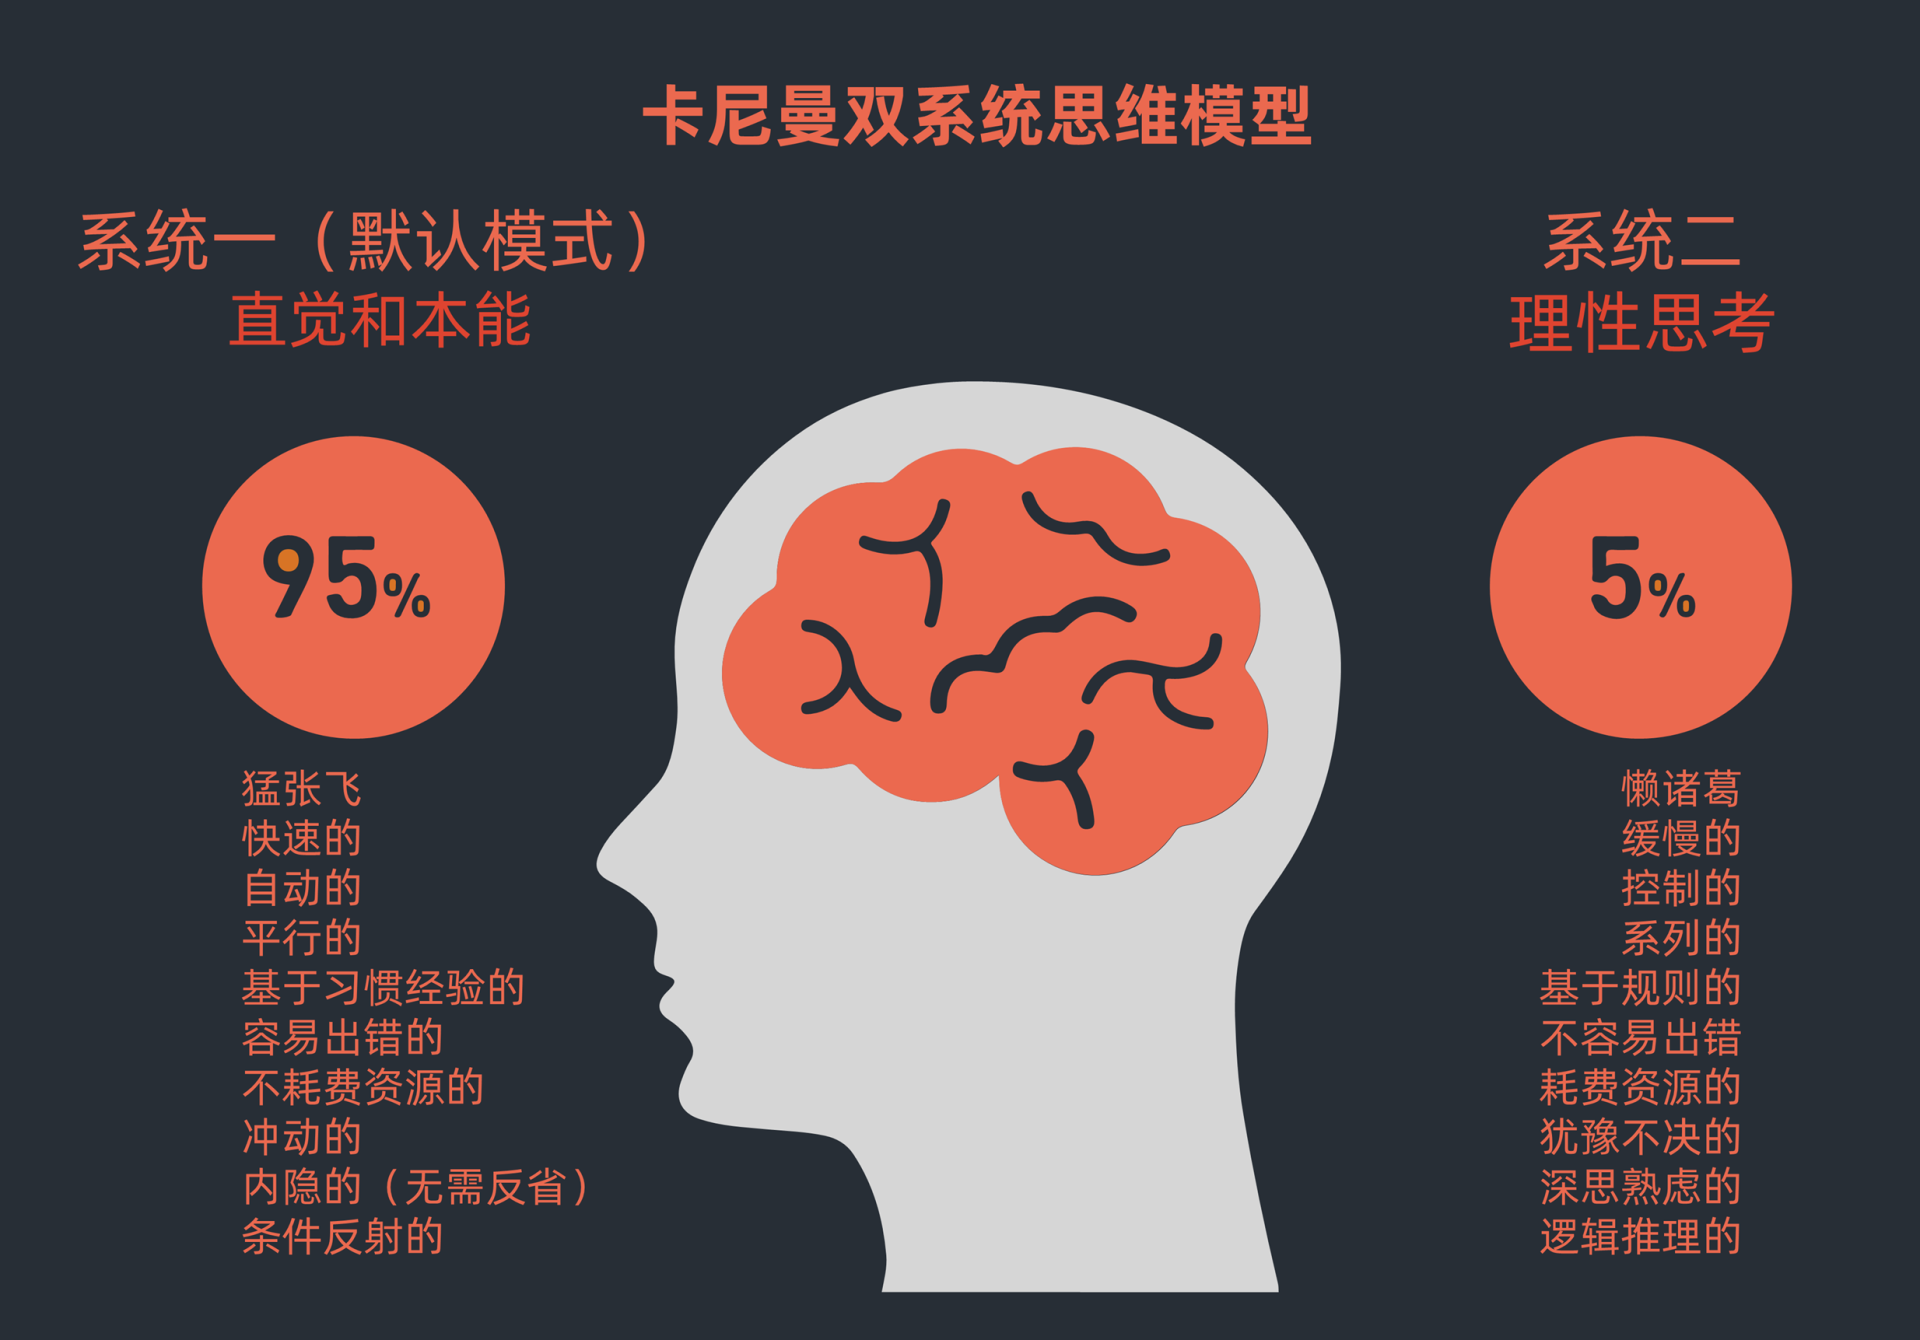 卡尼曼双系统思维模型
系统一（默认模式）
直觉和本能
95%
猛张飞
快速的
自动的
平行的
基于习惯经验的
容易出错的
不耗费资源的
冲动的
内隐的（无需反省）
条件反射的
系统二
理性思考
5%
懒诸葛
缓慢的
控制的
系列的
基于规则的
不容易出错
耗费资源的
犹豫不决的
深思熟虑的
逻辑推理的